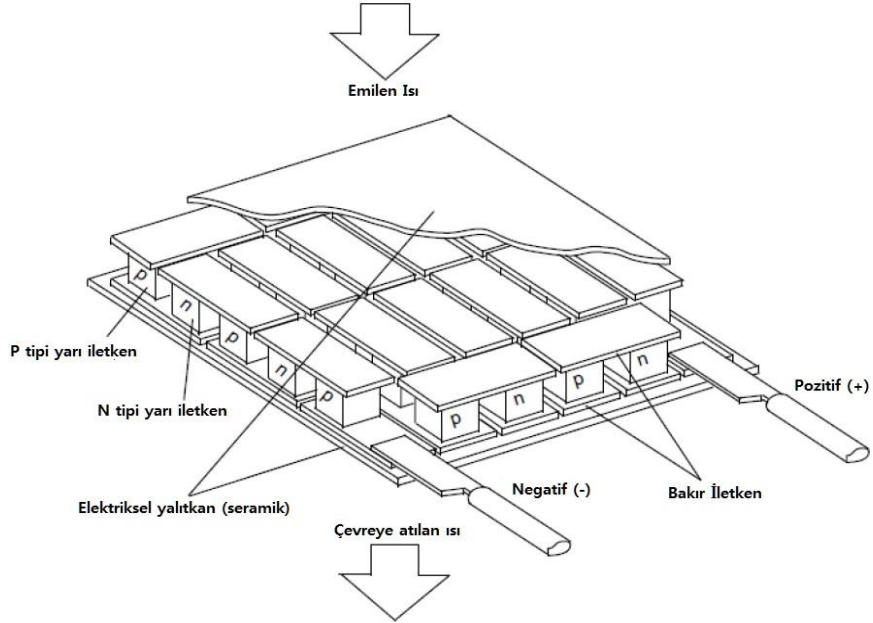 Emilen Isı
p
n
p
n
p
p
n
p
n
P tipi yarı iletken
N tipi yarı iletken
Pozitif (+)
Negatif (-)
Bakır İletken
Elektriksel yalıtkan (seramik)
Çevreye atılan ısı